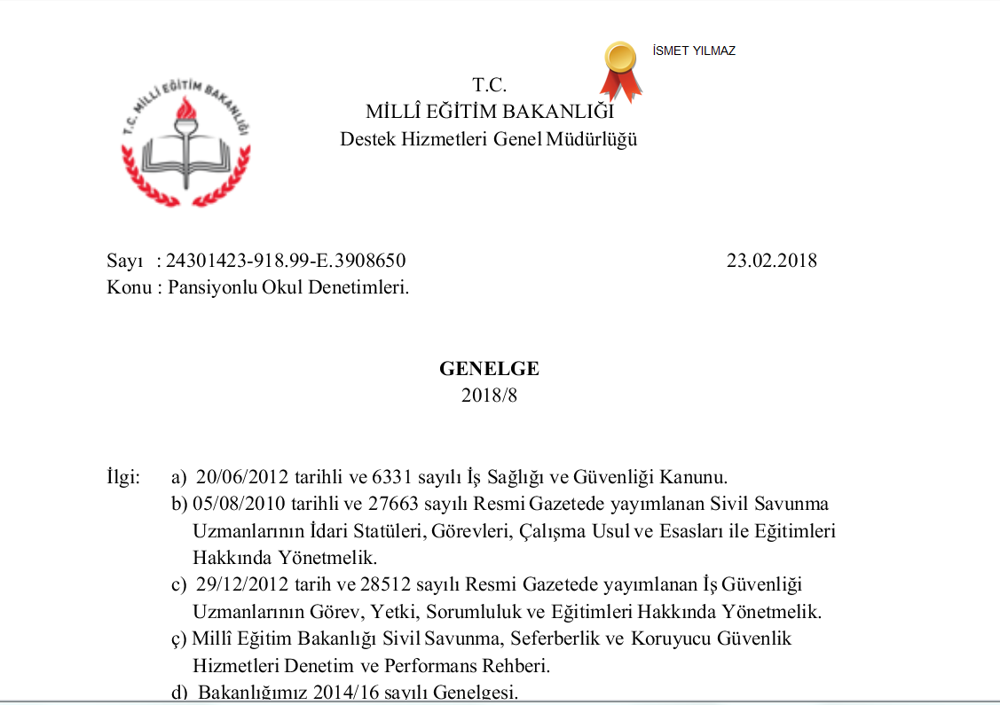 İSMET YILMAZ
T.C. MİLLÎ EĞİTİM BAKANLIĞI
T.C.
MİLLÎ EĞİTİM BAKANLIĞI
Destek Hizmetleri Genel Müdürlüğü
Sayı : 24301423-918.99-E.3908650 23.02.2018
Konu : Pansiyonlu Okul Denetimleri.
GENELGE
2018/8
İlgi: a) 20/06/2012 tarihli ve 6331 sayılı İş Sağlığı ve Güvenliği Kanunu.
b) 05/08/2010 tarihli ve 27663 sayılı Resmi Gazetede yayımlanan Sivil Savunma
Uzmanlarının İdari Statüleri, Görevleri, Çalışma Usul ve Esasları ile Eğitimleri
Hakkında Yönetmelik.
c) 29/12/2012 tarih ve 28512 sayılı Resmi Gazetede yayımlanan İş Güvenliği
Uzmanlarının Görev, Yetki, Sorumluluk ve Eğitimleri Hakkında Yönetmelik.
ç) Millî Eğitim Bakanlığı Sivil Savunma, Seferberlik ve Koruyucu Güvenlik
Hizmetleri Denetim ve Performans Rehberi.
d) Bakanlığımız 2014/16 sayılı Genelgesi.